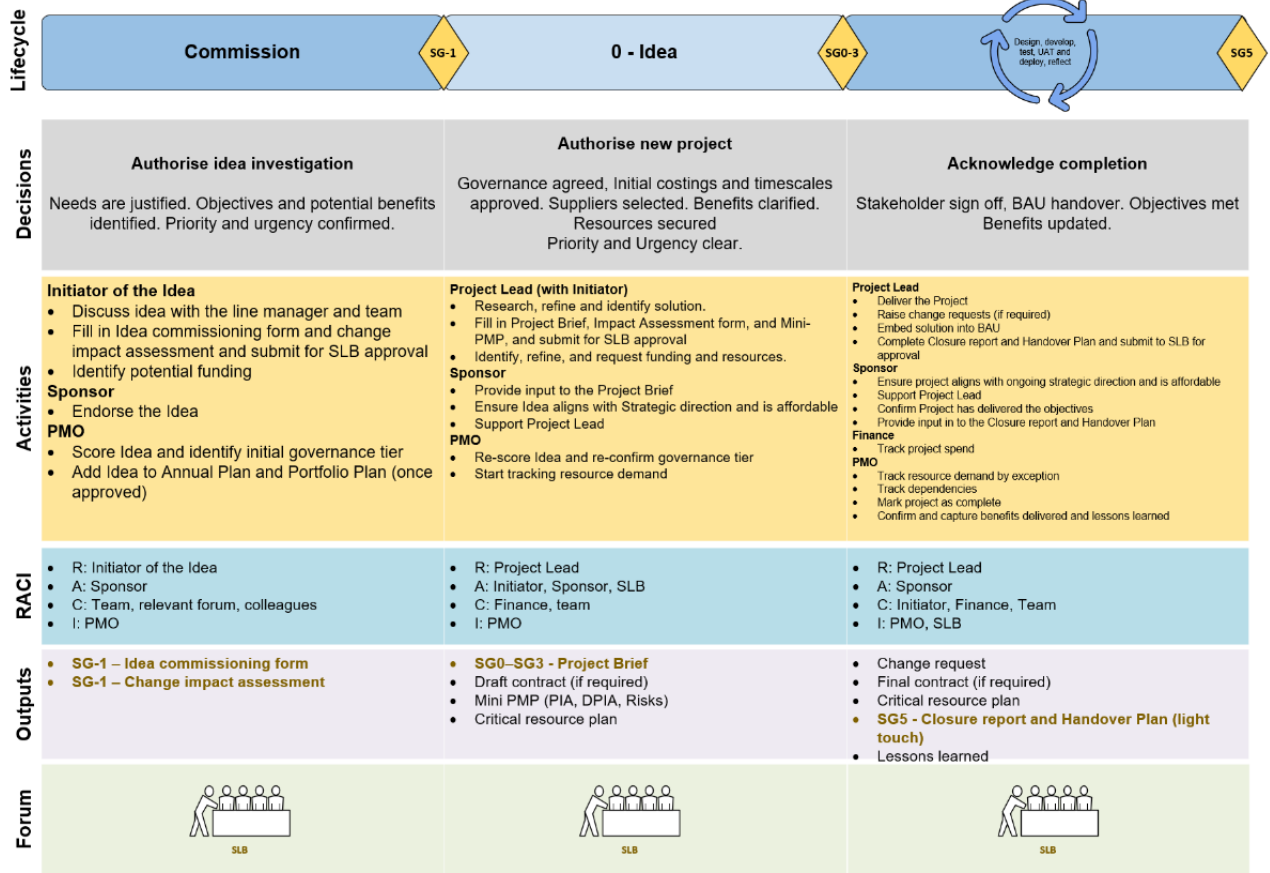 Lifecycle
Commission
SG-1
0 - Idea
SG0-3
Design, develop,
test, UAT and
deploy, reflect
SG5
Decisions
Authorise idea investigation
Needs are justified. Objectives and potential benefits
identified. Priority and urgency confirmed.
Authorise new project
Governance agreed, Initial costings and timescales
approved. Suppliers selected. Benefits clarified.
Resources secured
Priority and Urgency clear.
Acknowledge completion
Stakeholder sign off, BAU handover. Objectives met
Benefits updated.
Activities
Initiator of the Idea
• Discuss idea with the line manager and team
• Fill in Idea commissioning form and change
impact assessment and submit for SLB approval
• Identify potential funding
Sponsor
• Endorse the Idea
PMO
• Score Idea and identify initial governance tier
• Add Idea to Annual Plan and Portfolio Plan (once
approved)
Project Lead (with Initiator)
• Research, refine and identify solution.
• Fill in Project Brief, Impact Assessment form, and Mini-
PMP, and submit for SLB approval
• Identify, refine, and request funding and resources.
Sponsor
• Provide input to the Project Brief
• Ensure Idea aligns with Strategic direction and is affordable
• Support Project Lead
PMO
• Re-score Idea and re-confirm governance tier
• Start tracking resource demand
Project Lead
• Deliver the Project
• Raise change requests (if required)
• Embed solution into BAU
• Complete Closure report and Handover Plan and submit to SLB for
approval
Sponsor
• Ensure project aligns with ongoing strategic direction and is affordable
• Support Project Lead
• Confirm Project has delivered the objectives
• Provide input in to the Closure report and Handover Plan
Finance
• Track project spend
PMO
• Track resource demand by exception
• Track dependencies
• Mark project as complete
• Confirm and capture benefits delivered and lessons learned
RACI
• R: Initiator of the Idea
• A: Sponsor
• C: Team, relevant forum, colleagues
• I: PMO
• R: Project Lead
• A: Initiator, Sponsor, SLB
• C: Finance, team
• I: PMO
• R: Project Lead
• A: Sponsor
• C: Initiator, Finance, Team
• I: PMO, SLB
Outputs
• SG-1 – Idea commissioning form
• SG-1 – Change impact assessment
• SG0–SG3 - Project Brief
• Draft contract (if required)
• Mini PMP (PIA, DPIA, Risks)
• Critical resource plan
• Change request
• Final contract (if required)
• Critical resource plan
• SG5 - Closure report and Handover Plan (light
touch)
• Lessons learned
Forum
SLB
SLB
SLB